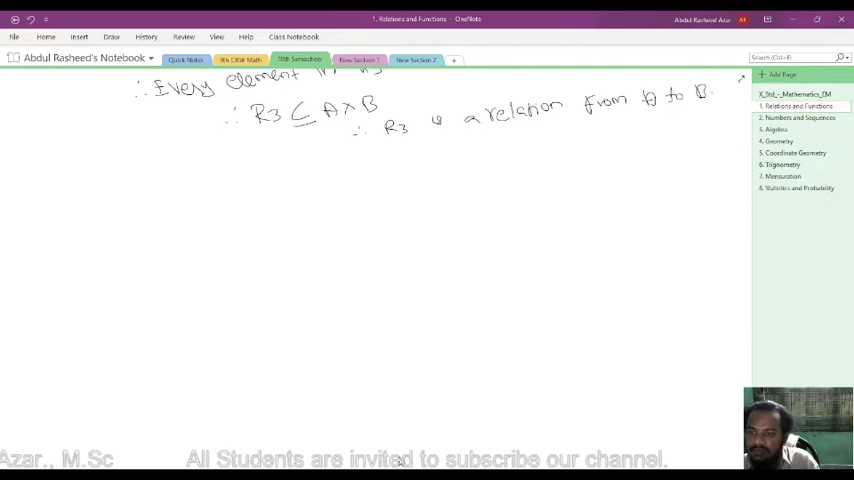 1. Relations and Functions - OneNote
Abdul Rasheed Azar
File Home Insert Draw History Review View Help Class Notebook
Abdul Rasheed's Notebook
Quick Notes 9th CBSE Math 10th Samacheer New Section 1 New Section 2 +
Search (Ctrl+E)
Add Page
X_Std_-_Mathematics_EM
1. Relations and Functions
2. Numbers and Sequences
3. Algebra
4. Geometry
5. Coordinate Geometry
6. Trignometry
7. Mensuration
8. Statistics and Probability
∴ Every element in R3
∴ R3 ⊆ A×B
∴ R3 is a relation from A to B.
Azar., M.Sc All Students are invited to subscribe our channel.